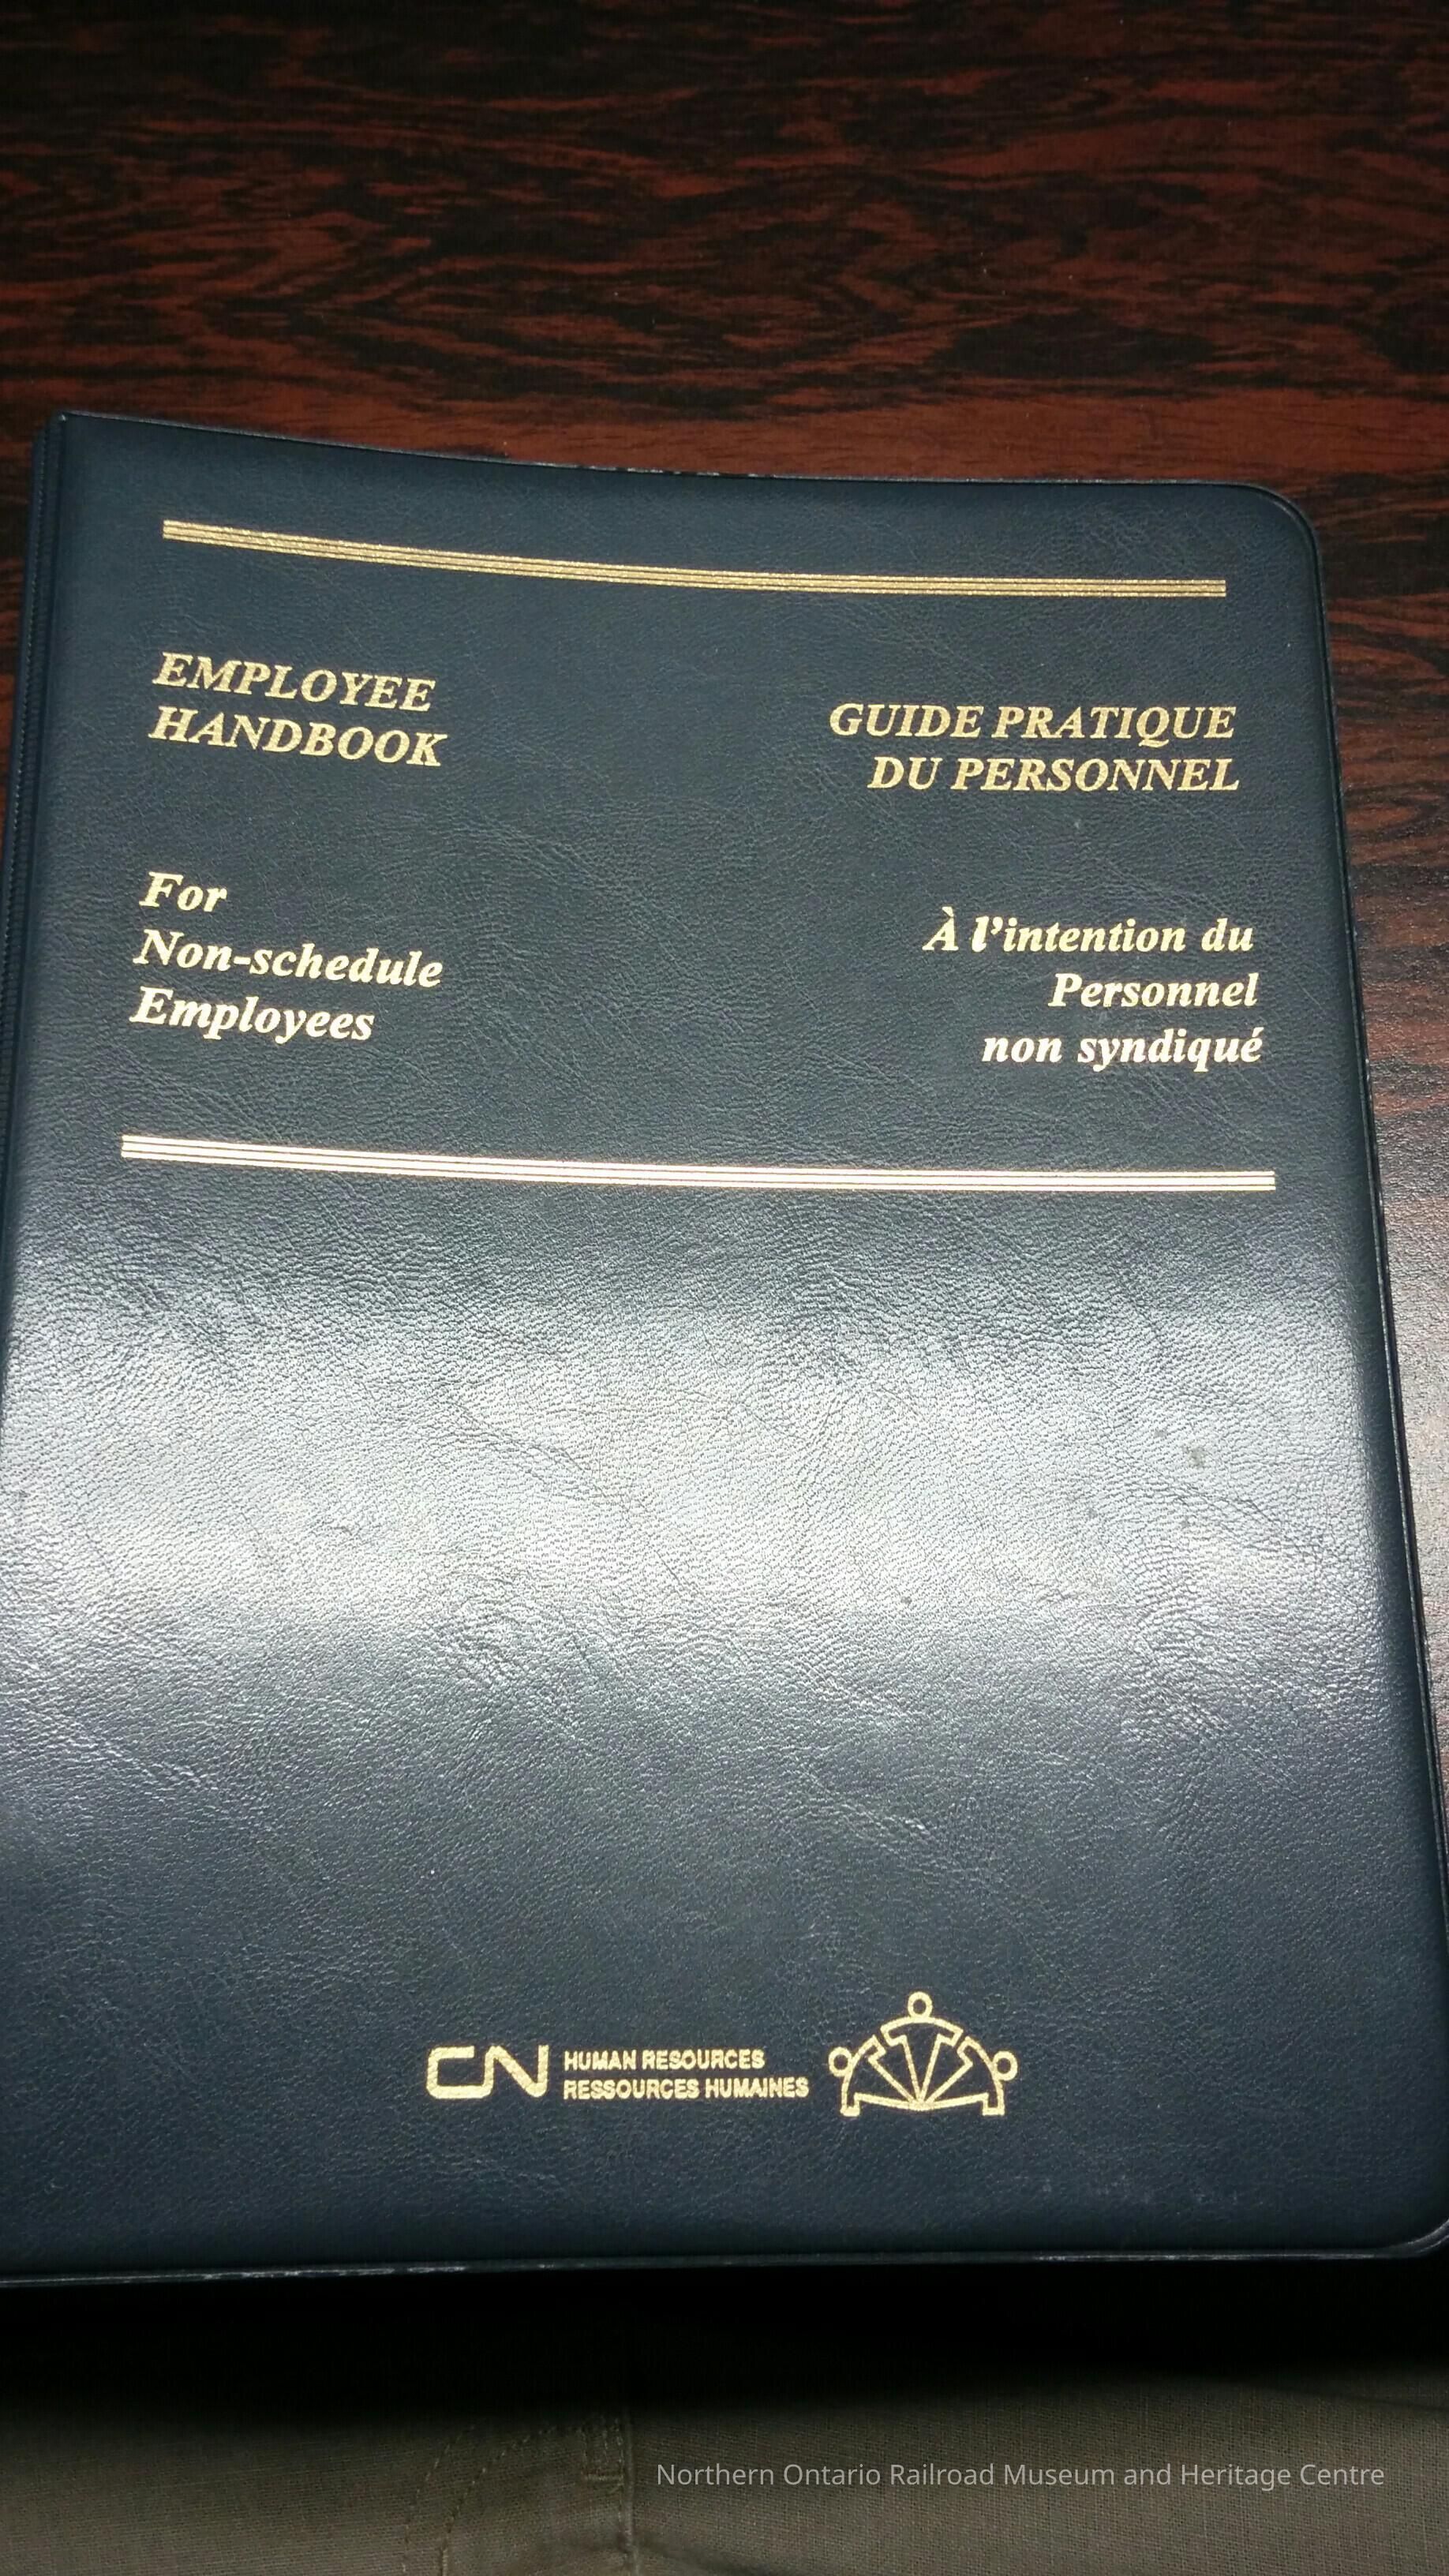 EMPLOYEE
HANDBOOK
For
Non-schedule
Employees
GUIDE PRATIQUE
DU PERSONNEL
À l'intention du
Personnel
non syndiqué
CN
HUMAN RESOURCES
RESSOURCES HUMAINES
Northern Ontario Railroad Museum and Heritage Centre